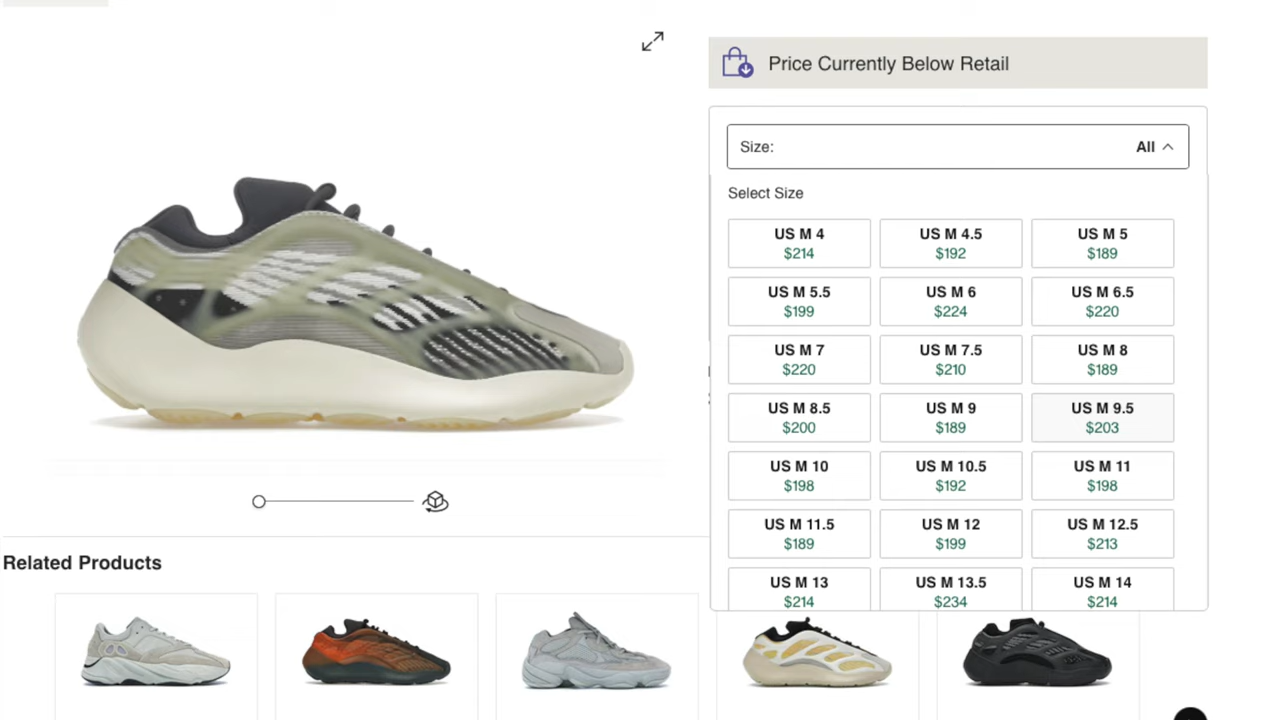 Price Currently Below Retail
Size:
All
Select Size
US M 4
$214
US M 4.5
$192
US M 5
$189
US M 5.5
$199
US M 6
$224
US M 6.5
$220
US M 7
$220
US M 7.5
$210
US M 8
$189
US M 8.5
$200
US M 9
$189
US M 9.5
$203
US M 10
$198
US M 10.5
$192
US M 11
$198
US M 11.5
$189
US M 12
$199
US M 12.5
$213
US M 13
$214
US M 13.5
$234
US M 14
$214
Related Products